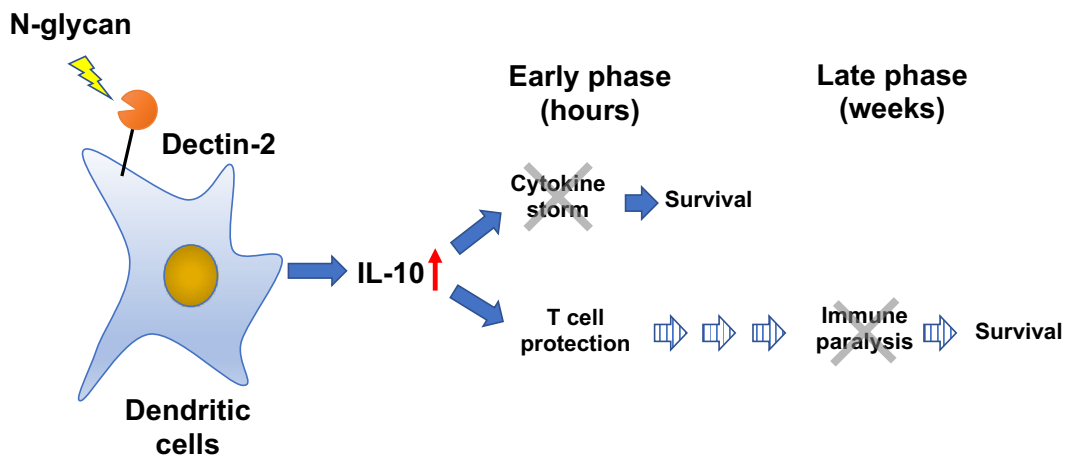 N-glycan
Dectin-2
Dendritic
cells
IL-10
Early phase
(hours)
Late phase
(weeks)
Cytokine
storm
Survival
T cell
protection
Immune
paralysis
Survival